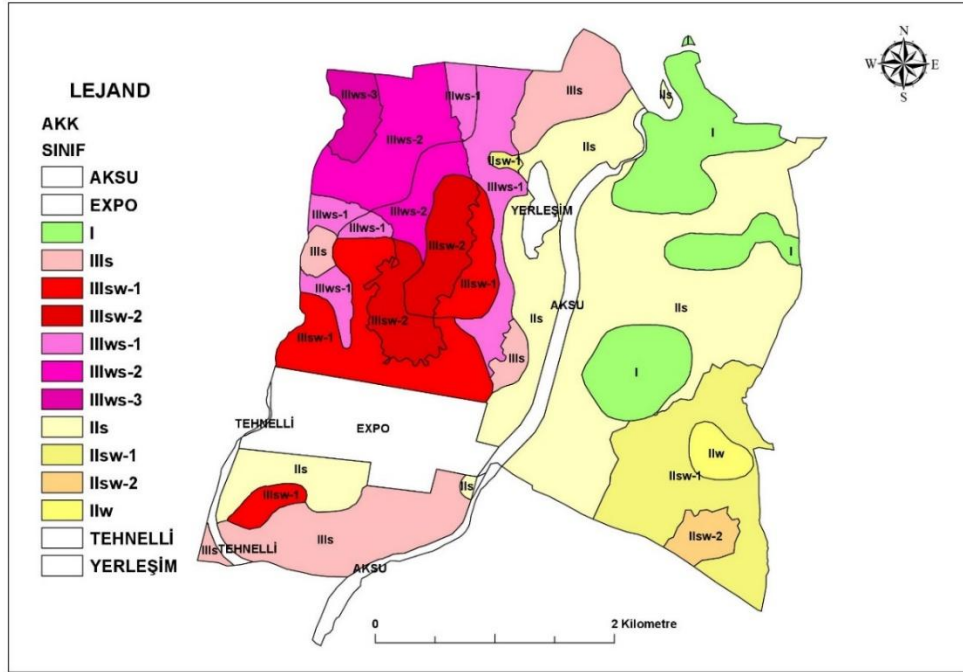 LEJAND
AKK
SINIF
AKSU
EXPO
I
IIIs
IIIsw-1
IIIsw-2
IIIws-1
IIIws-2
IIIws-3
IIs
IIsw-1
IIsw-2
IIw
TEHNELLİ
YERLEŞİM
N
W E
S
I
IIIs
IIs
IIIws-3
IIIws-1
IIIws-2
I
IIs
IIsw-1
IIIws-1
IIIws-1
IIIws-2
YERLEŞİM
IIIws-1
IIIs
IIIsw-2
I
IIIws-1
IIIsw-1
AKSU
IIs
IIIsw-2
IIs
IIIsw-1
IIIs
I
TEHNELLİ
EXPO
IIw
IIs
IIsw-1
IIs
IIIsw-1
IIIs
IIsw-2
IIIs
TEHNELLİ
AKSU
0 2 Kilometre